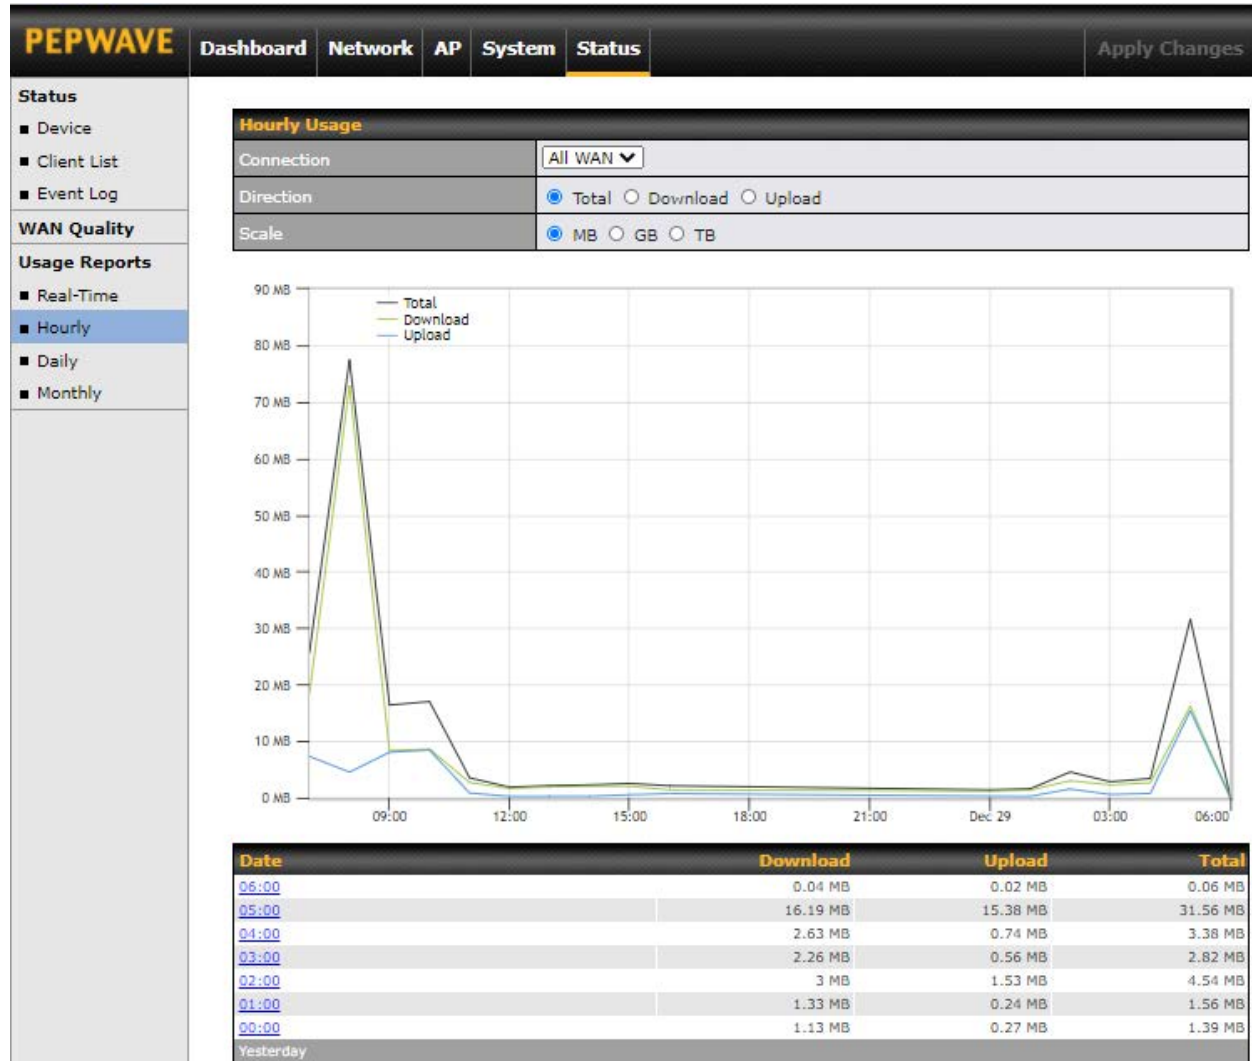 PEPWAVE
Dashboard Network AP System Status Apply Changes
Status
Device
Client List
Event Log
WAN Quality
Usage Reports
Real-Time
Hourly
Daily
Monthly
Hourly Usage
Connection All WAN
Direction Total Download Upload
Scale MB GB TB
90 MB
80 MB
70 MB
60 MB
50 MB
40 MB
30 MB
20 MB
10 MB
0 MB
Total
Download
Upload
09:00 12:00 15:00 18:00 21:00 Dec 29 03:00 06:00
Date Download Upload Total
06:00 0.04 MB 0.02 MB 0.06 MB
05:00 16.19 MB 15.38 MB 31.56 MB
04:00 2.63 MB 0.74 MB 3.38 MB
03:00 2.26 MB 0.56 MB 2.82 MB
02:00 3 MB 1.53 MB 4.54 MB
01:00 1.33 MB 0.24 MB 1.56 MB
00:00 1.13 MB 0.27 MB 1.39 MB
Yesterday